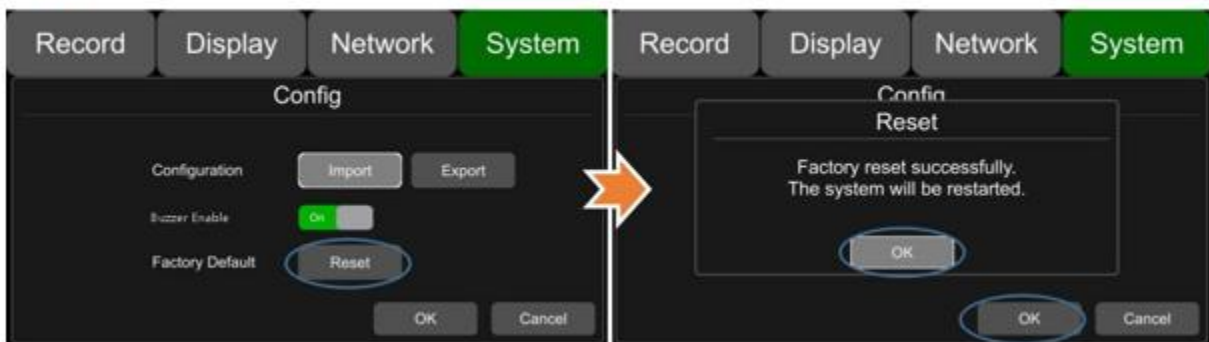 Record Display Network System
Config
Configuration Import Export
Buzzer Enable On
Factory Default Reset
OK Cancel
Record Display Network System
Config
Reset
Factory reset successfully.
The system will be restarted.
OK
OK Cancel